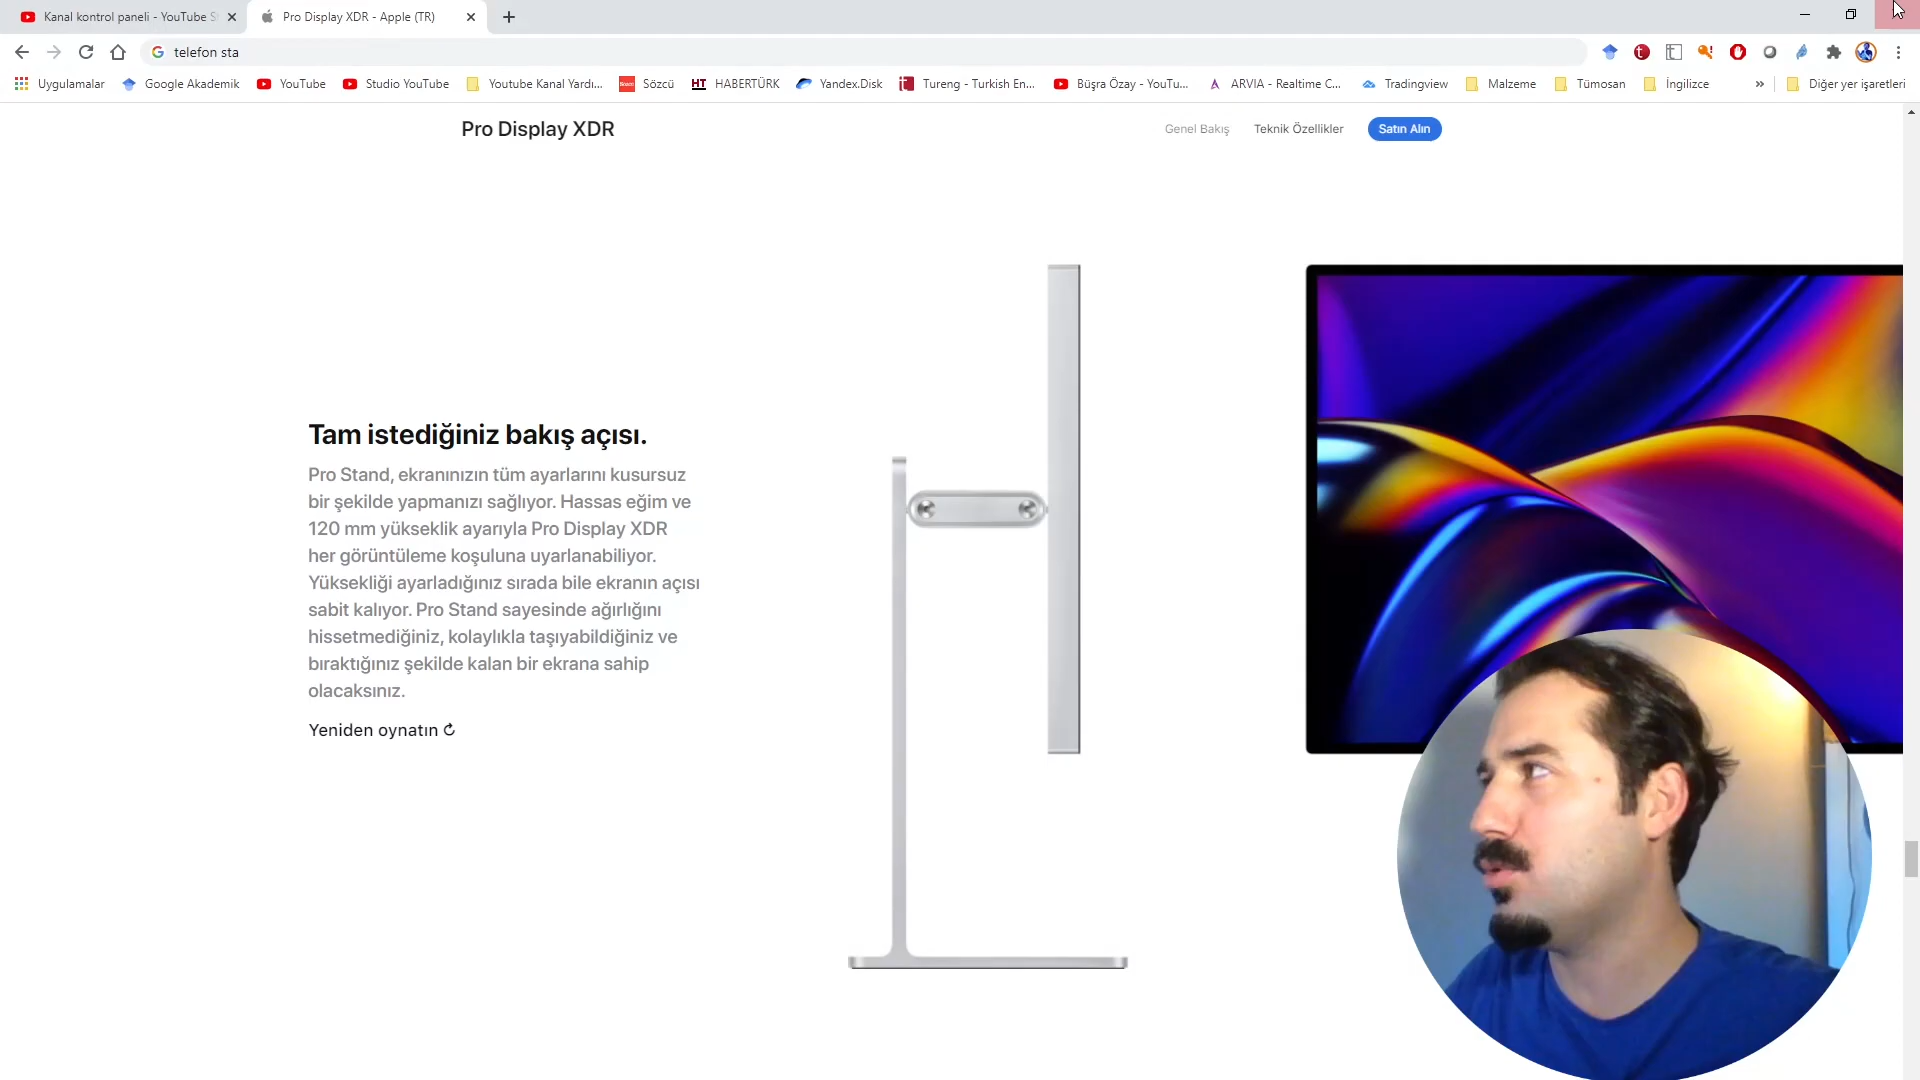 Kanal kontrol paneli - YouTube S
Pro Display XDR - Apple (TR)
telefon sta
Uygulamalar
Google Akademik
YouTube
Studio YouTube
Youtube Kanal Yardı...
Sözcü
HT HABERTÜRK
Yandex.Disk
Tureng - Turkish En...
Büşra Özay - YouTu...
ARVIA - Realtime C...
Tradingview
Malzeme
Tümosan
İngilizce
»
Diğer yer işaretleri
Pro Display XDR
Genel Bakış
Teknik Özellikler
Satın Alın
Tam istediğiniz bakış açısı.
Pro Stand, ekranınızın tüm ayarlarını kusursuz
bir şekilde yapmanızı sağlıyor. Hassas eğim ve
120 mm yükseklik ayarıyla Pro Display XDR
her görüntüleme koşuluna uyarlanabiliyor.
Yüksekliği ayarladığınız sırada bile ekranın açısı
sabit kalıyor. Pro Stand sayesinde ağırlığını
hissetmediğiniz, kolaylıkla taşıyabildiğiniz ve
bıraktığınız şekilde kalan bir ekrana sahip
olacaksınız.
Yeniden oynatın